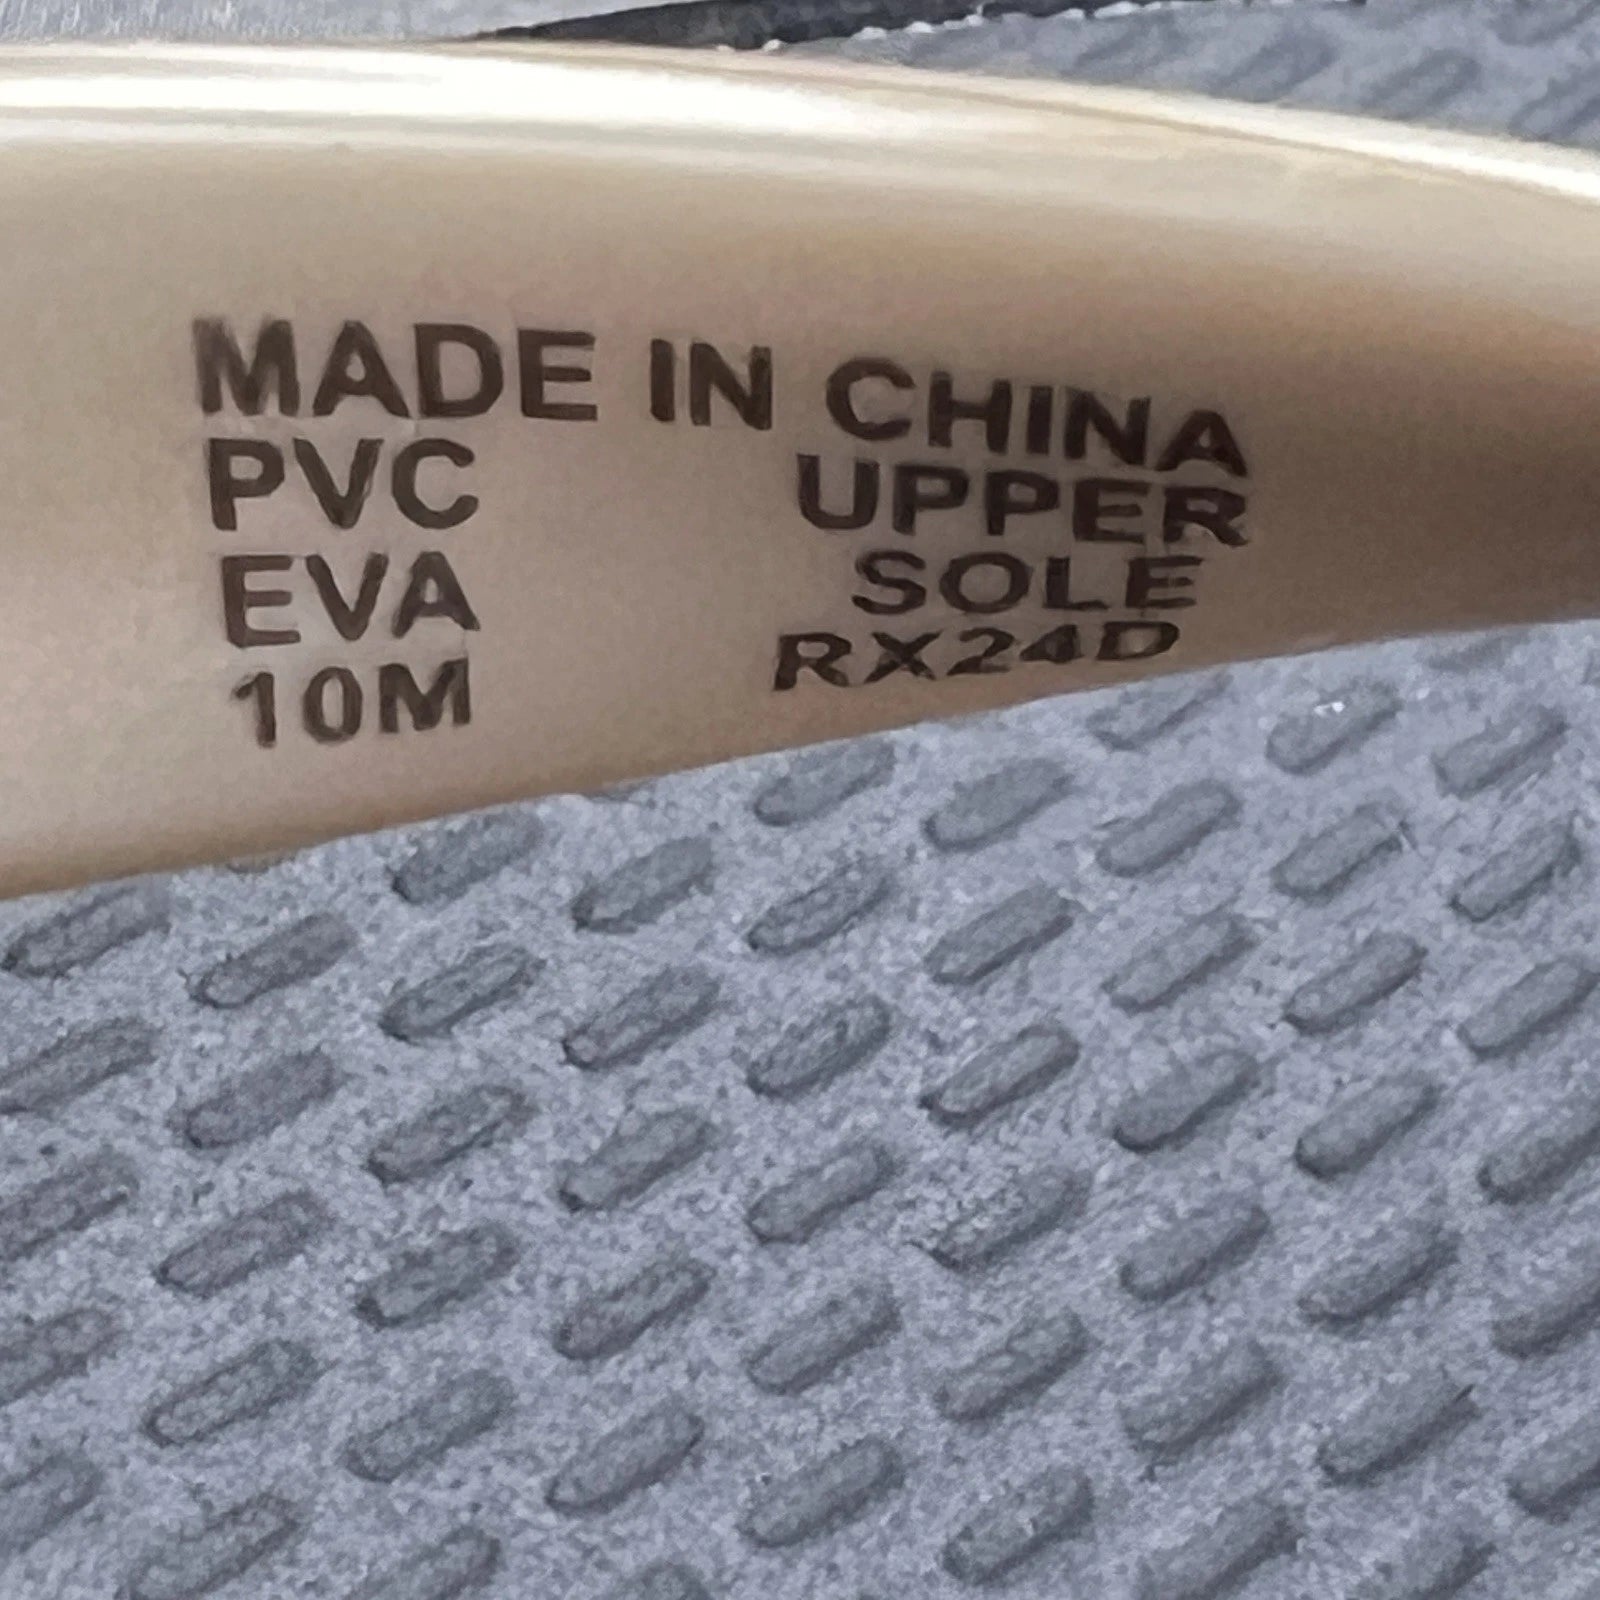 MADE IN CHINA
PVC UPPER
EVA SOLE
10M RX24D